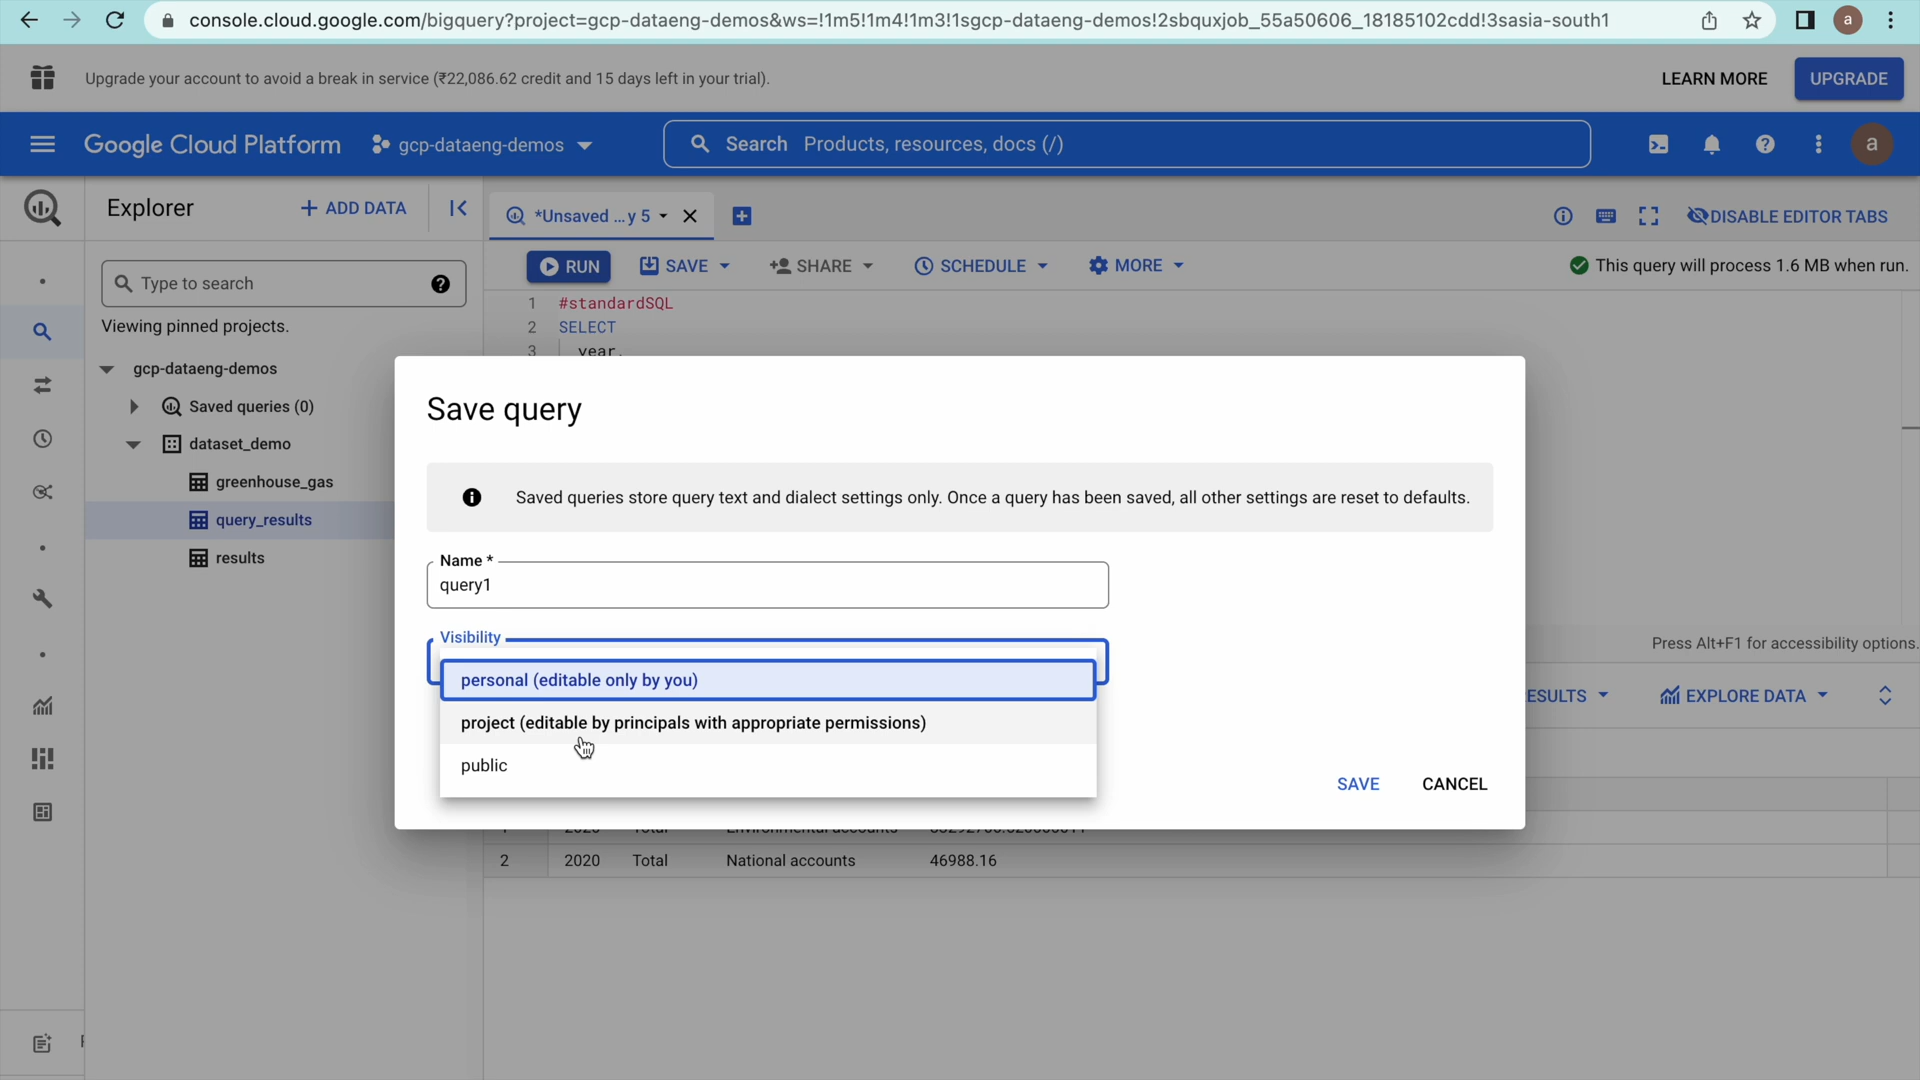 console.cloud.google.com/bigquery?project=gcp-dataeng-demos&ws=!1m5!1m4!1m3!1sgcp-dataeng-demos!2sbquxjob_55a50606_18185102cdd!3sasia-south1
a
Upgrade your account to avoid a break in service (₹22,086.62 credit and 15 days left in your trial).
LEARN MORE
UPGRADE
Google Cloud Platform
gcp-dataeng-demos
Search Products, resources, docs (/)
a
Explorer
+ ADD DATA
*Unsaved ...y 5
DISABLE EDITOR TABS
Type to search
RUN
SAVE
SHARE
SCHEDULE
MORE
This query will process 1.6 MB when run.
Viewing pinned projects.
1 #standardSQL
2 SELECT
3 year,
gcp-dataeng-demos
Saved queries (0)
dataset_demo
greenhouse_gas
query_results
results
Save query
Saved queries store query text and dialect settings only. Once a query has been saved, all other settings are reset to defaults.
Name *
query1
Visibility
personal (editable only by you)
project (editable by principals with appropriate permissions)
public
SAVE
CANCEL
Press Alt+F1 for accessibility options.
ESULTS
EXPLORE DATA
2 2020 Total National accounts 46988.16